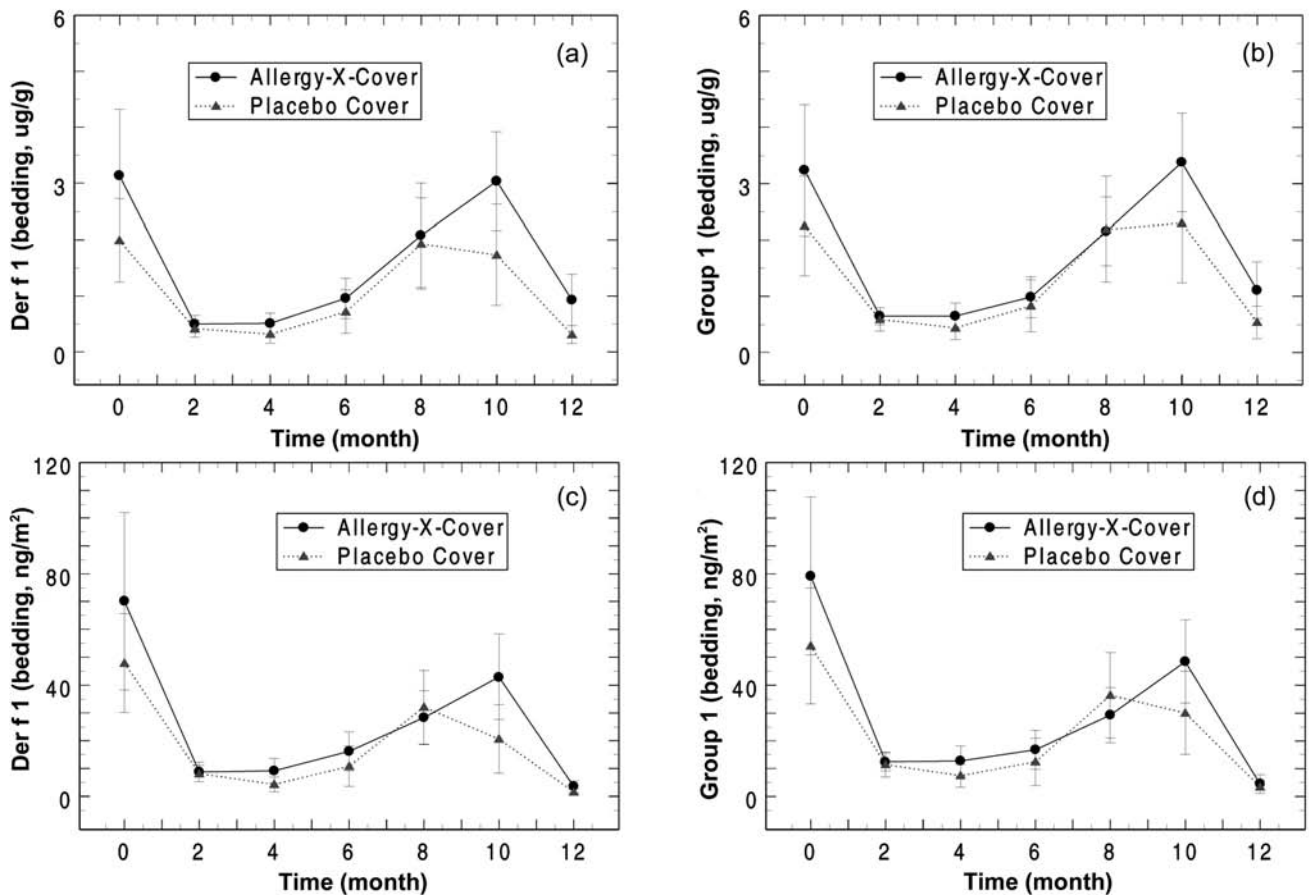 6
3
0
Der f 1 (bedding, ug/g)
(a)
Allergy-X-Cover
Placebo Cover
0 2 4 6 8 10 12
Time (month)
6
3
0
Group 1 (bedding, ug/g)
(b)
Allergy-X-Cover
Placebo Cover
0 2 4 6 8 10 12
Time (month)
120
80
40
0
Der f 1 (bedding, ng/m²)
(c)
Allergy-X-Cover
Placebo Cover
0 2 4 6 8 10 12
Time (month)
120
80
40
0
Group 1 (bedding, ng/m²)
(d)
Allergy-X-Cover
Placebo Cover
0 2 4 6 8 10 12
Time (month)